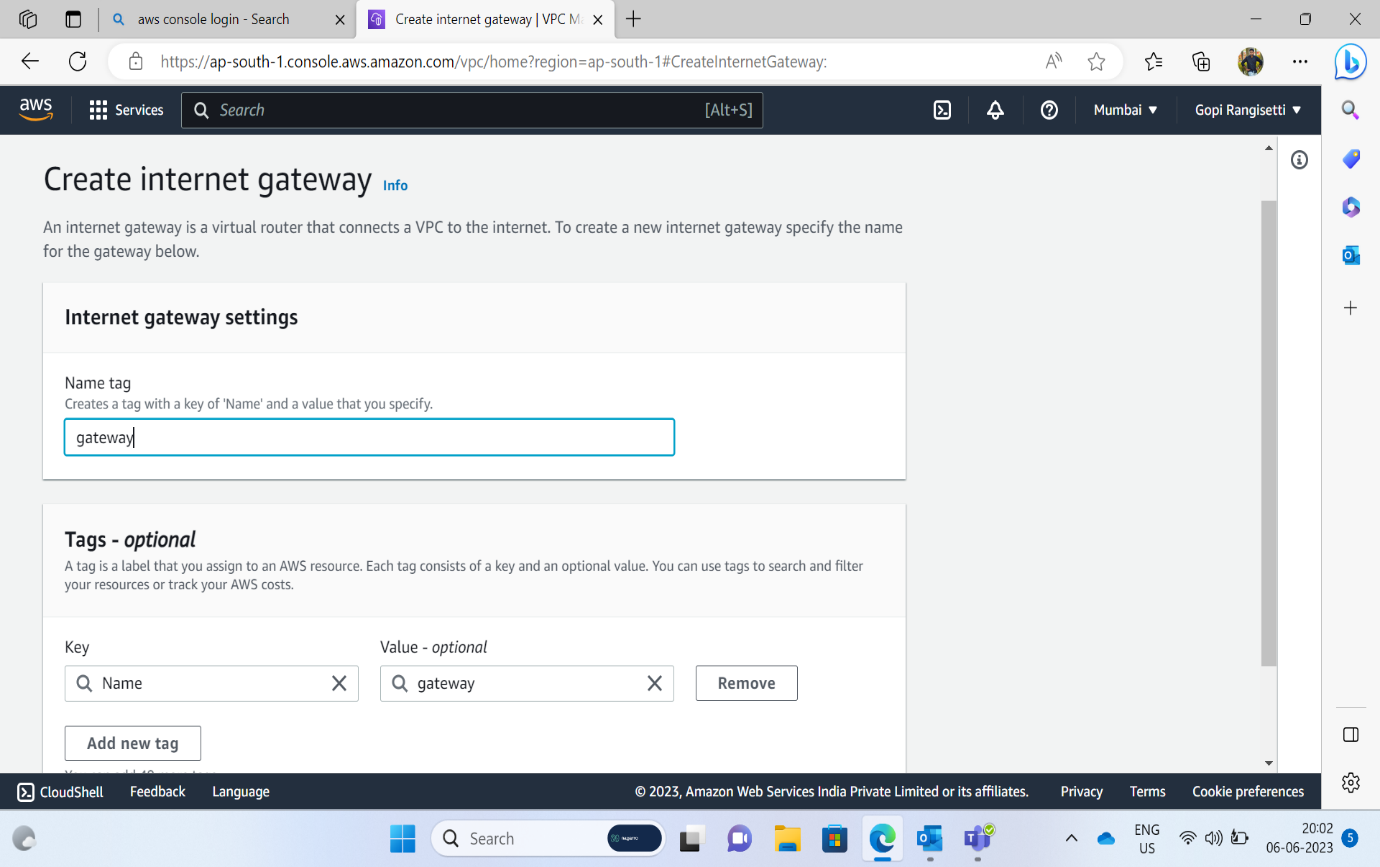 aws console login - Search
Create internet gateway | VPC M
https://ap-south-1.console.aws.amazon.com/vpc/home?region=ap-south-1#CreateInternetGateway:
aws
Services
Search
[Alt+S]
Mumbai ▼
Gopi Rangisetti ▼
Create internet gateway Info
An internet gateway is a virtual router that connects a VPC to the internet. To create a new internet gateway specify the name
for the gateway below.
Internet gateway settings
Name tag
Creates a tag with a key of 'Name' and a value that you specify.
gateway
Tags - optional
A tag is a label that you assign to an AWS resource. Each tag consists of a key and an optional value. You can use tags to search and filter
your resources or track your AWS costs.
Key
Value - optional
Name
gateway
Remove
Add new tag
CloudShell
Feedback
Language
© 2023, Amazon Web Services India Private Limited or its affiliates.
Privacy
Terms
Cookie preferences
Search
ENG
US
20:02
06-06-2023
5